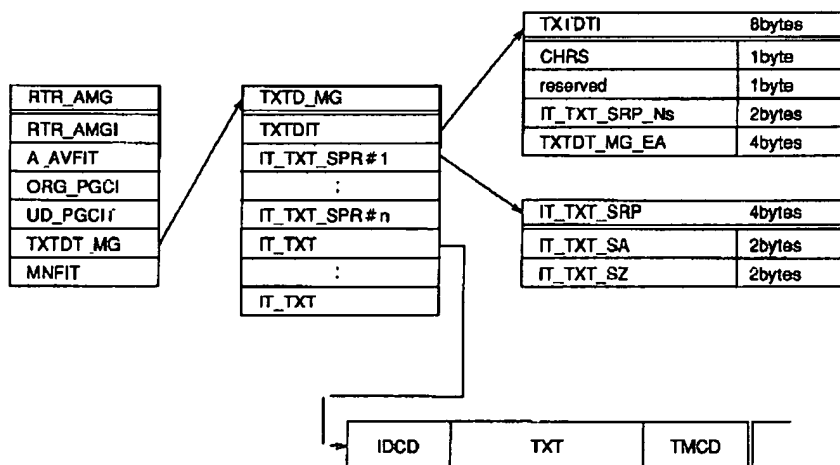 RTR_AMG
RTR_AMGI
A_AVFIT
ORG_PGCI
UD_PGCIT
TXTDT_MG
MNFIT
TXTD_MG
TXTDIT
IT_TXT_SPR#1
:
IT_TXT_SPR#n
IT_TXT
:
IT_TXT
TXTDTI 8bytes
CHRS 1byte
reserved 1byte
IT_TXT_SRP_Ns 2bytes
TXTDT_MG_EA 4bytes
IT_TXT_SRP 4bytes
IT_TXT_SA 2bytes
IT_TXT_SZ 2bytes
IDCD TXT TMCD